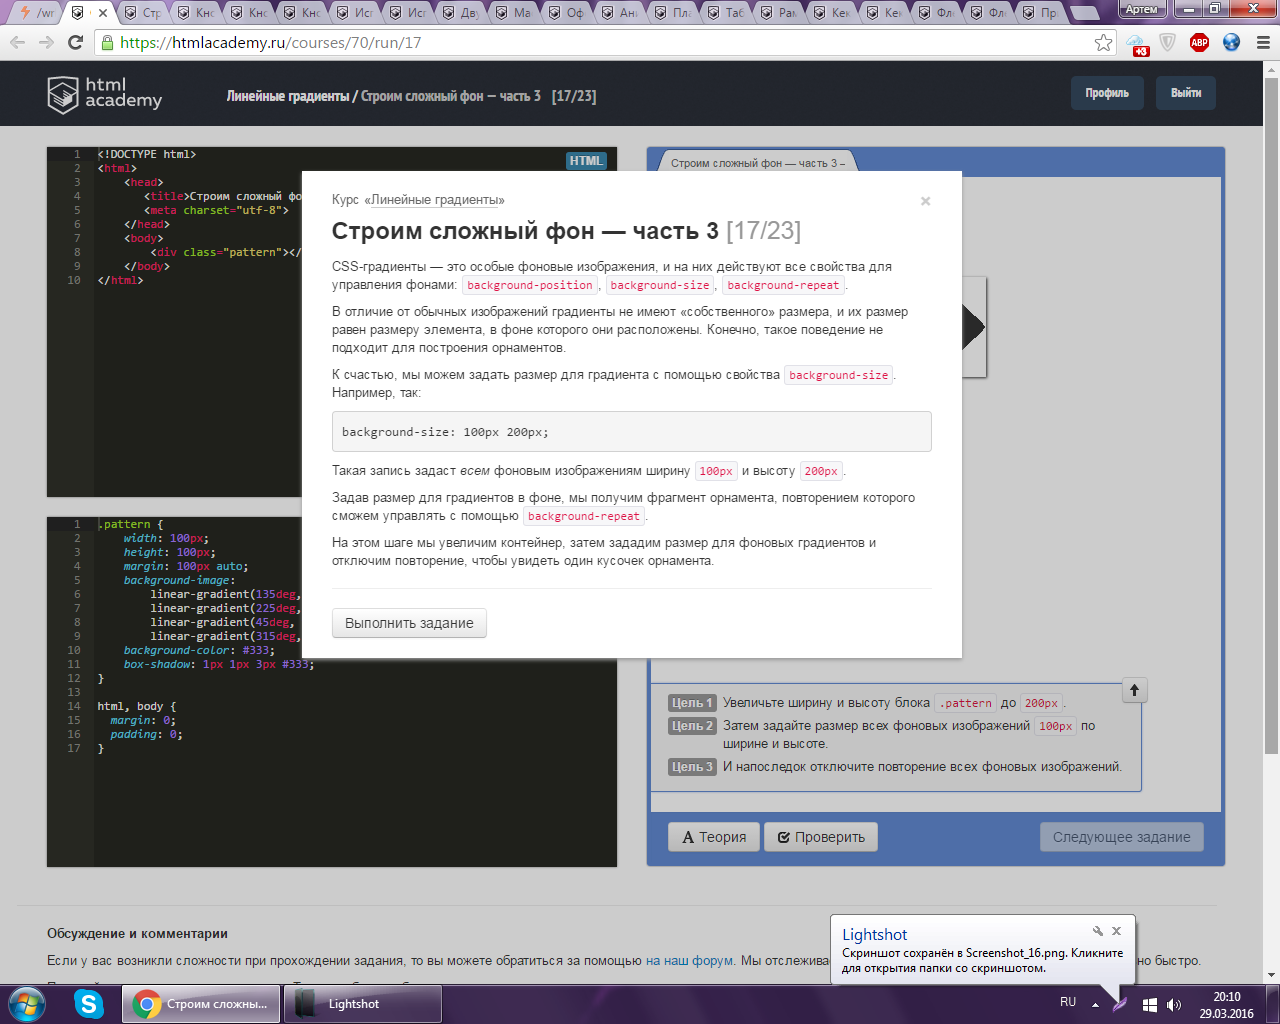 /wr
Стр
Кно
Кно
Кно
Исп
Исп
Дву
Ма
Оф
Ани
Пла
Таб
Рам
Кек
Кек
Фл
Фл
Пр
Артем
https://htmlacademy.ru/courses/70/run/17
+3
ABP
html
academy
Линейные градиенты / Строим сложный фон — часть 3 [17/23]
Профиль
Выйти
1 <!DOCTYPE html>
2 <html>
3 <head>
4 <title>Строим сложный фо
5 <meta charset="utf-8">
6 </head>
7 <body>
8 <div class="pattern"></
9 </body>
10 </html>
HTML
Строим сложный фон — часть 3 –
Курс «Линейные градиенты»
×
Строим сложный фон — часть 3 [17/23]
CSS-градиенты — это особые фоновые изображения, и на них действуют все свойства для
управления фонами: background-position, background-size, background-repeat.
В отличие от обычных изображений градиенты не имеют «собственного» размера, и их размер
равен размеру элемента, в фоне которого они расположены. Конечно, такое поведение не
подходит для построения орнаментов.
К счастью, мы можем задать размер для градиента с помощью свойства background-size.
Например, так:
background-size: 100px 200px;
Такая запись задаст всем фоновым изображениям ширину 100px и высоту 200px.
Задав размер для градиентов в фоне, мы получим фрагмент орнамента, повторением которого
сможем управлять с помощью background-repeat.
На этом шаге мы увеличим контейнер, затем зададим размер для фоновых градиентов и
отключим повторение, чтобы увидеть один кусочек орнамента.
Выполнить задание
1 .pattern {
2 width: 100px;
3 height: 100px;
4 margin: 100px auto;
5 background-image:
6 linear-gradient(135deg,
7 linear-gradient(225deg,
8 linear-gradient(45deg,
9 linear-gradient(315deg,
10 background-color: #333;
11 box-shadow: 1px 1px 3px #333;
12 }
13
14 html, body {
15 margin: 0;
16 padding: 0;
17 }
Цель 1 Увеличьте ширину и высоту блока .pattern до 200px.
Цель 2 Затем задайте размер всех фоновых изображений 100px по
ширине и высоте.
Цель 3 И напоследок отключите повторение всех фоновых изображений.
Теория
Проверить
Следующее задание
Обсуждение и комментарии
Если у вас возникли сложности при прохождении задания, то вы можете обратиться за помощью на наш форум. Мы отслежива
но быстро.
Lightshot
Скриншот сохранён в Screenshot_16.png. Кликните
для открытия папки со скриншотом.
Строим сложны...
Lightshot
RU
20:10
29.03.2016